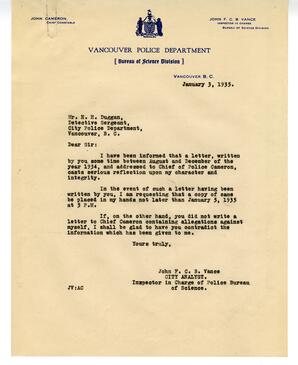 JOHN CAMERON,
CHIEF CONSTABLE
JOHN F. C. B. VANCE
INSPECTOR IN CHARGE OF
BUREAU OF SCIENCE DIVISION
VANCOUVER POLICE DEPARTMENT
[ Bureau of Science Division ]
VANCOUVER B. C.
January 3, 1935.
Mr. H. H. Duggan,
Detective Sergeant,
City Police Department,
Vancouver, B. C.
Dear Sir:
I have been informed that a letter, written
by you some time between August and December of the
year 1934, and addressed to Chief of Police Cameron,
casts serious reflection upon my character and
integrity.
In the event of such a letter having been
written by you, I am requesting that a copy of same
be placed in my hands not later than January 5, 1935
at 3 P.M.
If, on the other hand, you did not write a
letter to Chief Cameron containing allegations against
myself, I shall be glad to have you contradict the
information which has been given to me.
Yours truly,
John F. C. B. Vance
CITY ANALYST.
Inspector in Charge of Police Bureau
of Science.
JV:AC